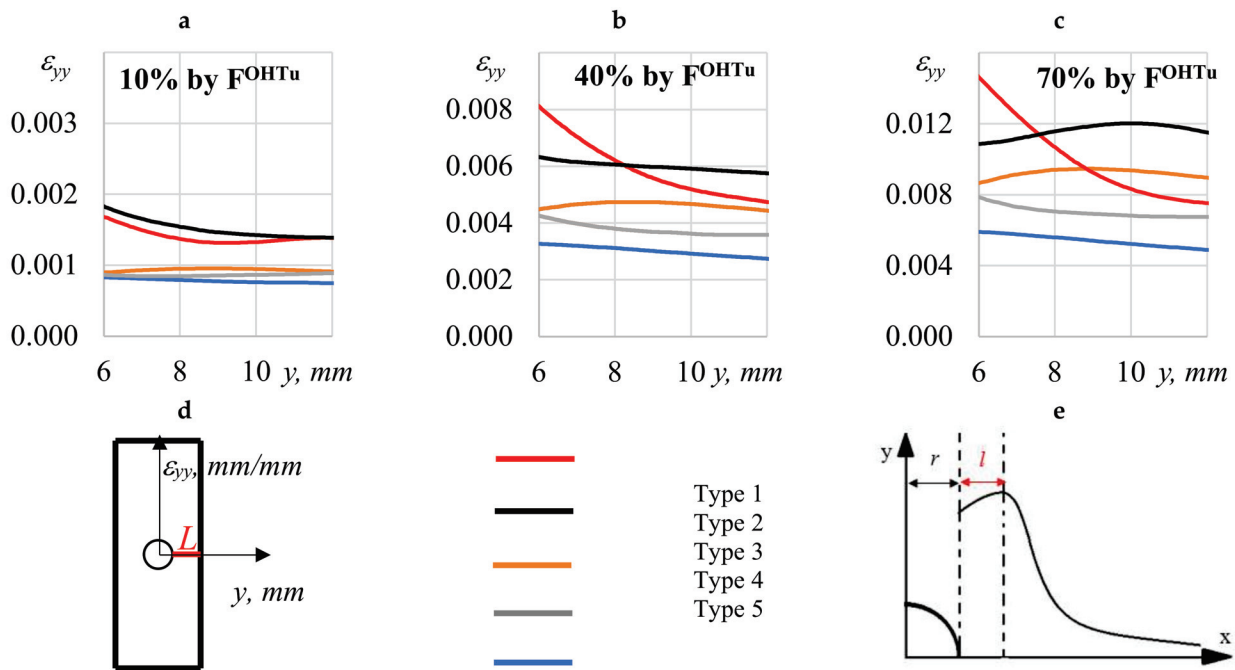 a
εyy
10% by F^OHTu
0.003
0.002
0.001
0.000
6 8 10 y, mm
b
εyy
40% by F^OHTu
0.008
0.006
0.004
0.002
0.000
6 8 10 y, mm
c
εyy
70% by F^OHTu
0.012
0.008
0.004
0.000
6 8 10 y, mm
d
εyy, mm/mm
L
y, mm
Type 1
Type 2
Type 3
Type 4
Type 5
e
y r l
x